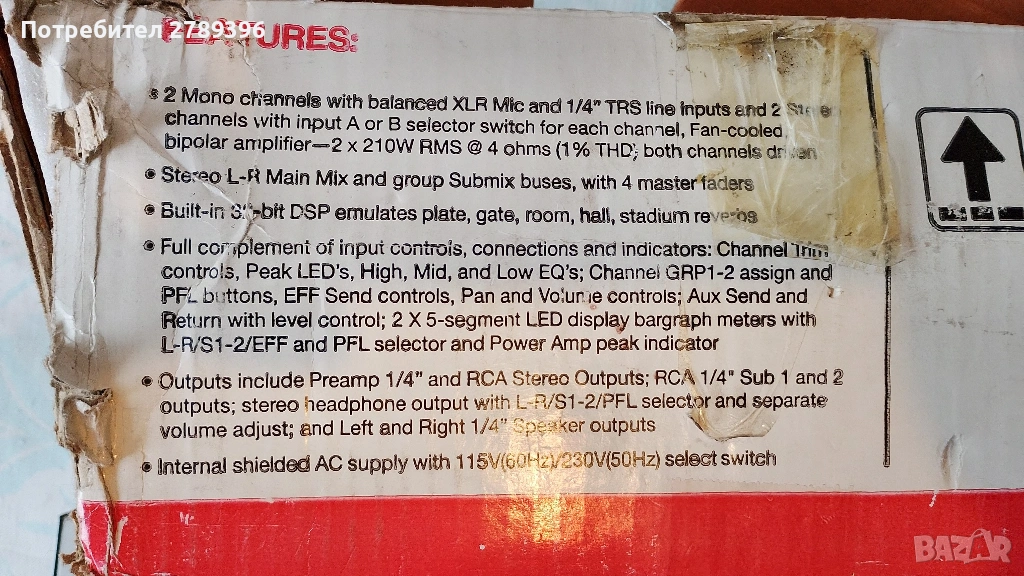 Потребител 2789396
FEATURES:
• 2 Mono channels with balanced XLR Mic and 1/4" TRS line inputs and 2
channels with input A or B selector switch for each channel, Fan-cooled
bipolar amplifier—2 x 210W RMS @ 4 ohms (1% THD; both channels driven
• Stereo L-R Main Mix and group Submix buses, with 4 master faders
• Built-in DSP emulates plate, gate, room, hall, stadium reverbs
• Full complement of input controls, connections and indicators: Channel Trim
controls, Peak LED's, High, Mid, and Low EQ's; Channel GRP1-2 assign and
PFL buttons, EFF Send controls, Pan and Volume controls; Aux Send and
Return with level control; 2 X 5-segment LED display bargraph meters with
L-R/S1-2/EFF and PFL selector and Power Amp peak indicator
• Outputs include Preamp 1/4" and RCA Stereo Outputs; RCA 1/4" Sub 1 and 2
outputs; stereo headphone output with L-R/S1-2/PFL selector and separate
volume adjust; and Left and Right 1/4" Speaker outputs
• Internal shielded AC supply with 115V(60Hz)/230V(50Hz) select switch
BAZAR